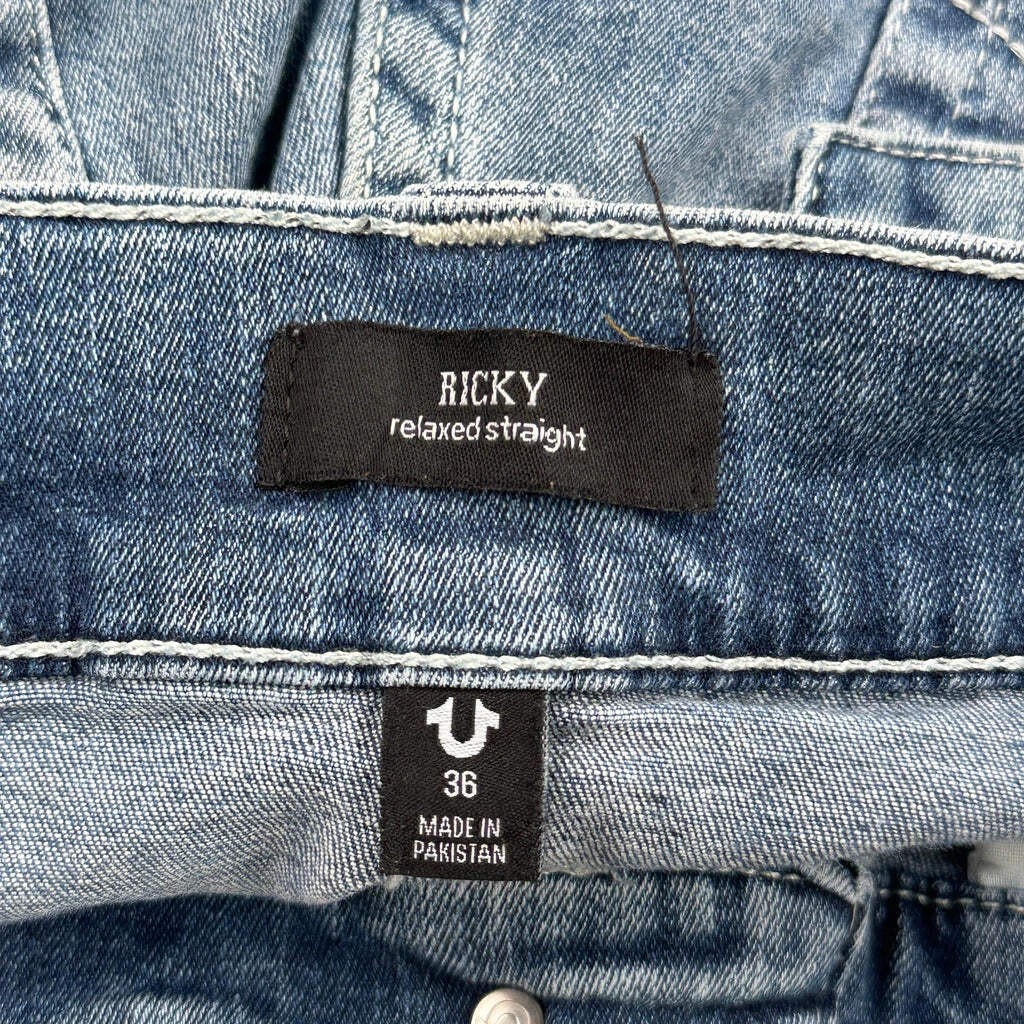 RICKY
relaxed straight
36
MADE IN
PAKISTAN